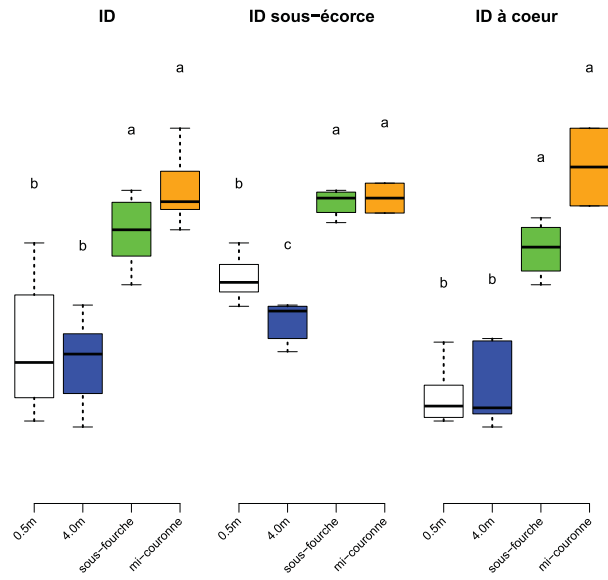 ID
ID sous−écorce
ID à coeur
b
b
a
a
b
c
a
a
b
b
a
a
0.5m
4.0m
sous-fourche
mi-couronne
0.5m
4.0m
sous-fourche
mi-couronne
0.5m
4.0m
sous-fourche
mi-couronne